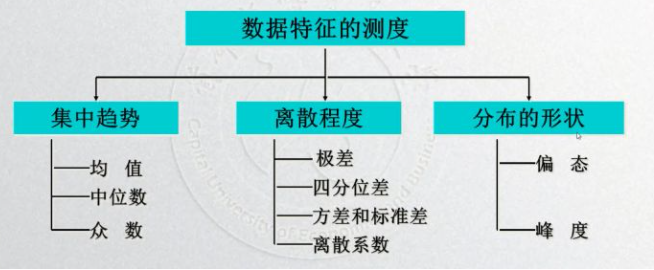 数据特征的测度
集中趋势
离散程度
分布的形状
均 值
中位数
众 数
极差
四分位差
方差和标准差
离散系数
偏 态
峰 度